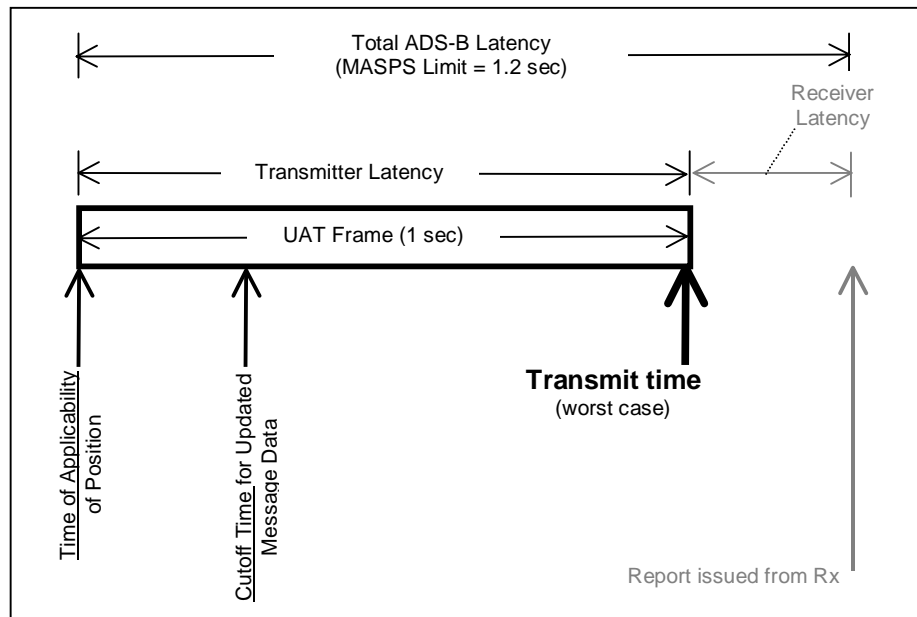 Total ADS-B Latency
(MASPS Limit = 1.2 sec)
Receiver
Latency
Transmitter Latency
UAT Frame (1 sec)
Transmit time
(worst case)
Time of Applicability
of Position
Cutoff Time for Updated
Message Data
Report issued from Rx